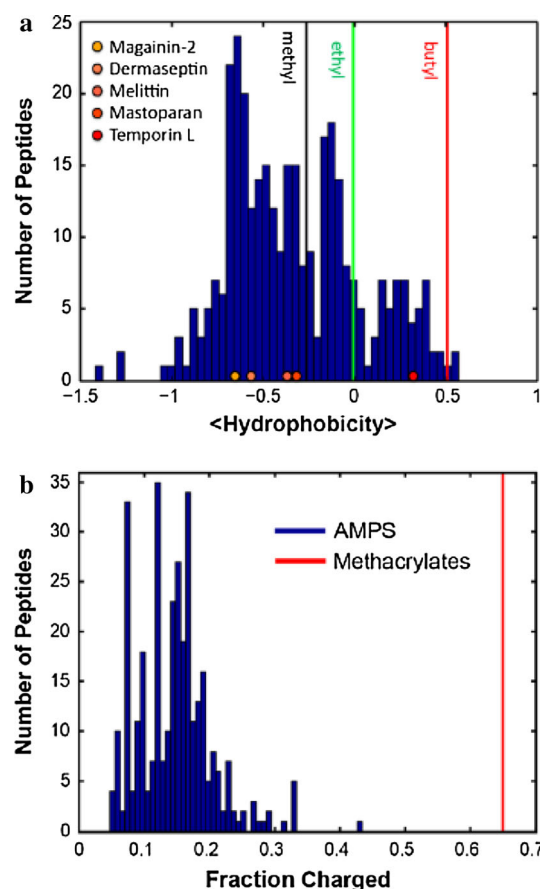 a
25
20
15
10
5
0
Number of Peptides
Magainin-2
Dermaseptin
Melittin
Mastoparan
Temporin L
methyl
ethyl
butyl
−1.5 −1 −0.5 0 0.5 1
<Hydrophobicity>
b
35
30
25
20
15
10
5
0
Number of Peptides
AMPS
Methacrylates
0 0.1 0.2 0.3 0.4 0.5 0.6 0.7
Fraction Charged